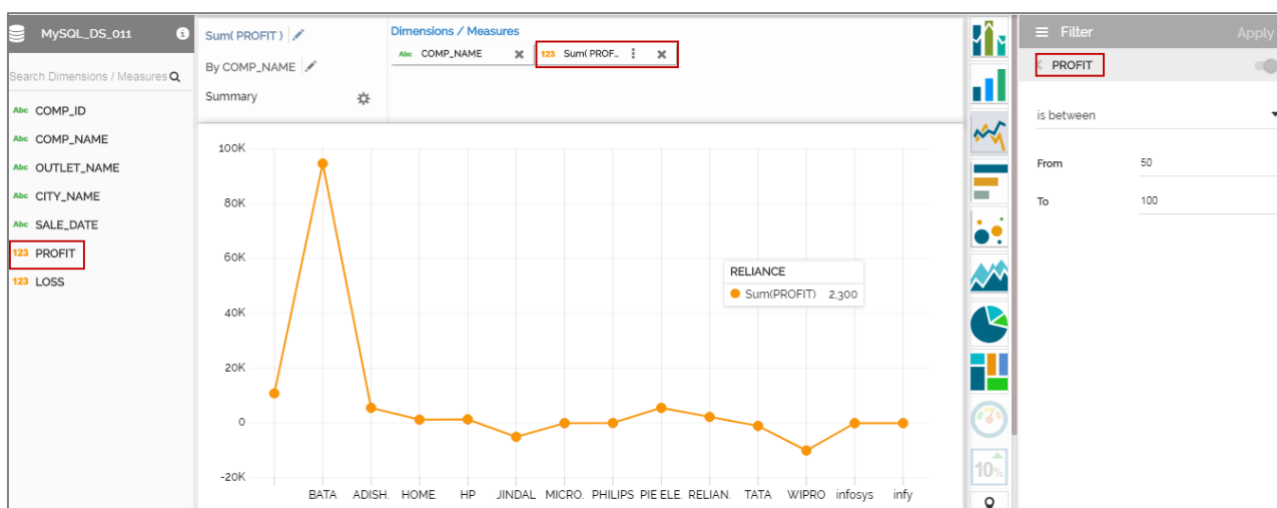 MySQL_DS_011
Search Dimensions / Measures
Abc COMP_ID
Abc COMP_NAME
Abc OUTLET_NAME
Abc CITY_NAME
Abc SALE_DATE
123 PROFIT
123 LOSS
Sum( PROFIT )
By COMP_NAME
Summary
Dimensions / Measures
Abc COMP_NAME
123 Sum( PROF...
100K
80K
60K
40K
20K
0
-20K
RELIANCE
Sum(PROFIT) 2,300
BATA ADISH. HOME. HP JINDAL MICRO. PHILIPS PIE ELE. RELIAN. TATA WIPRO infosys infy
10%
Filter Apply
PROFIT
is between
From 50
To 100